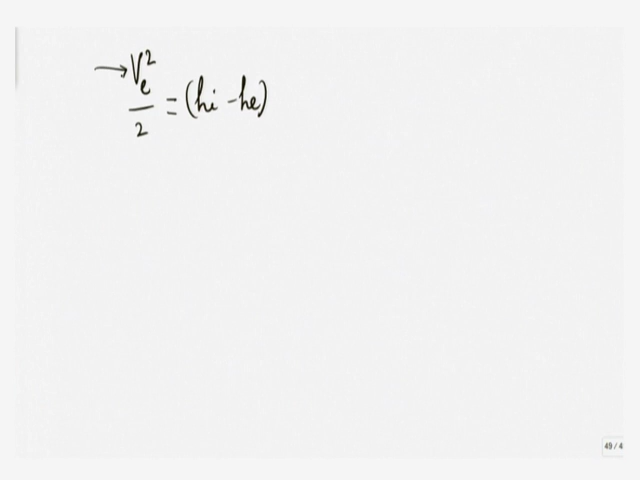 → Ve²/2 = (hi - he)
49 / 4